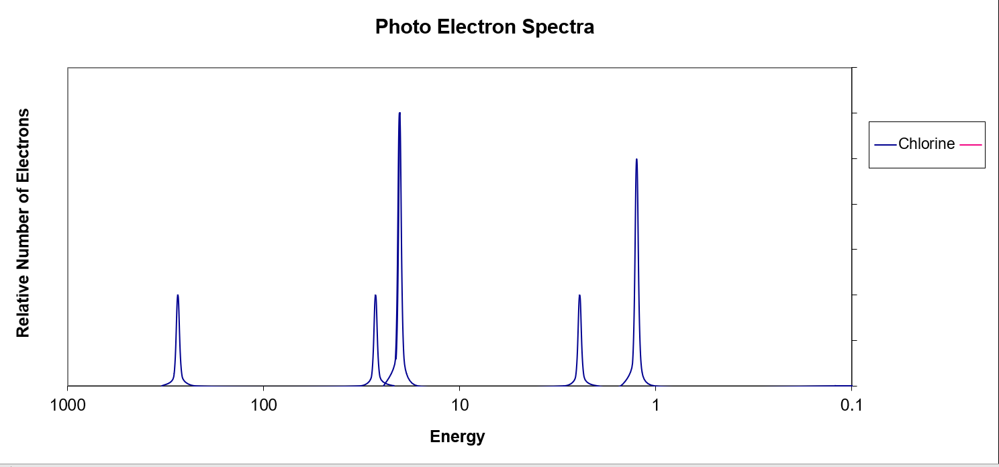 Photo Electron Spectra
Relative Number of Electrons
Chlorine
1000 100 10 1 0.1
Energy